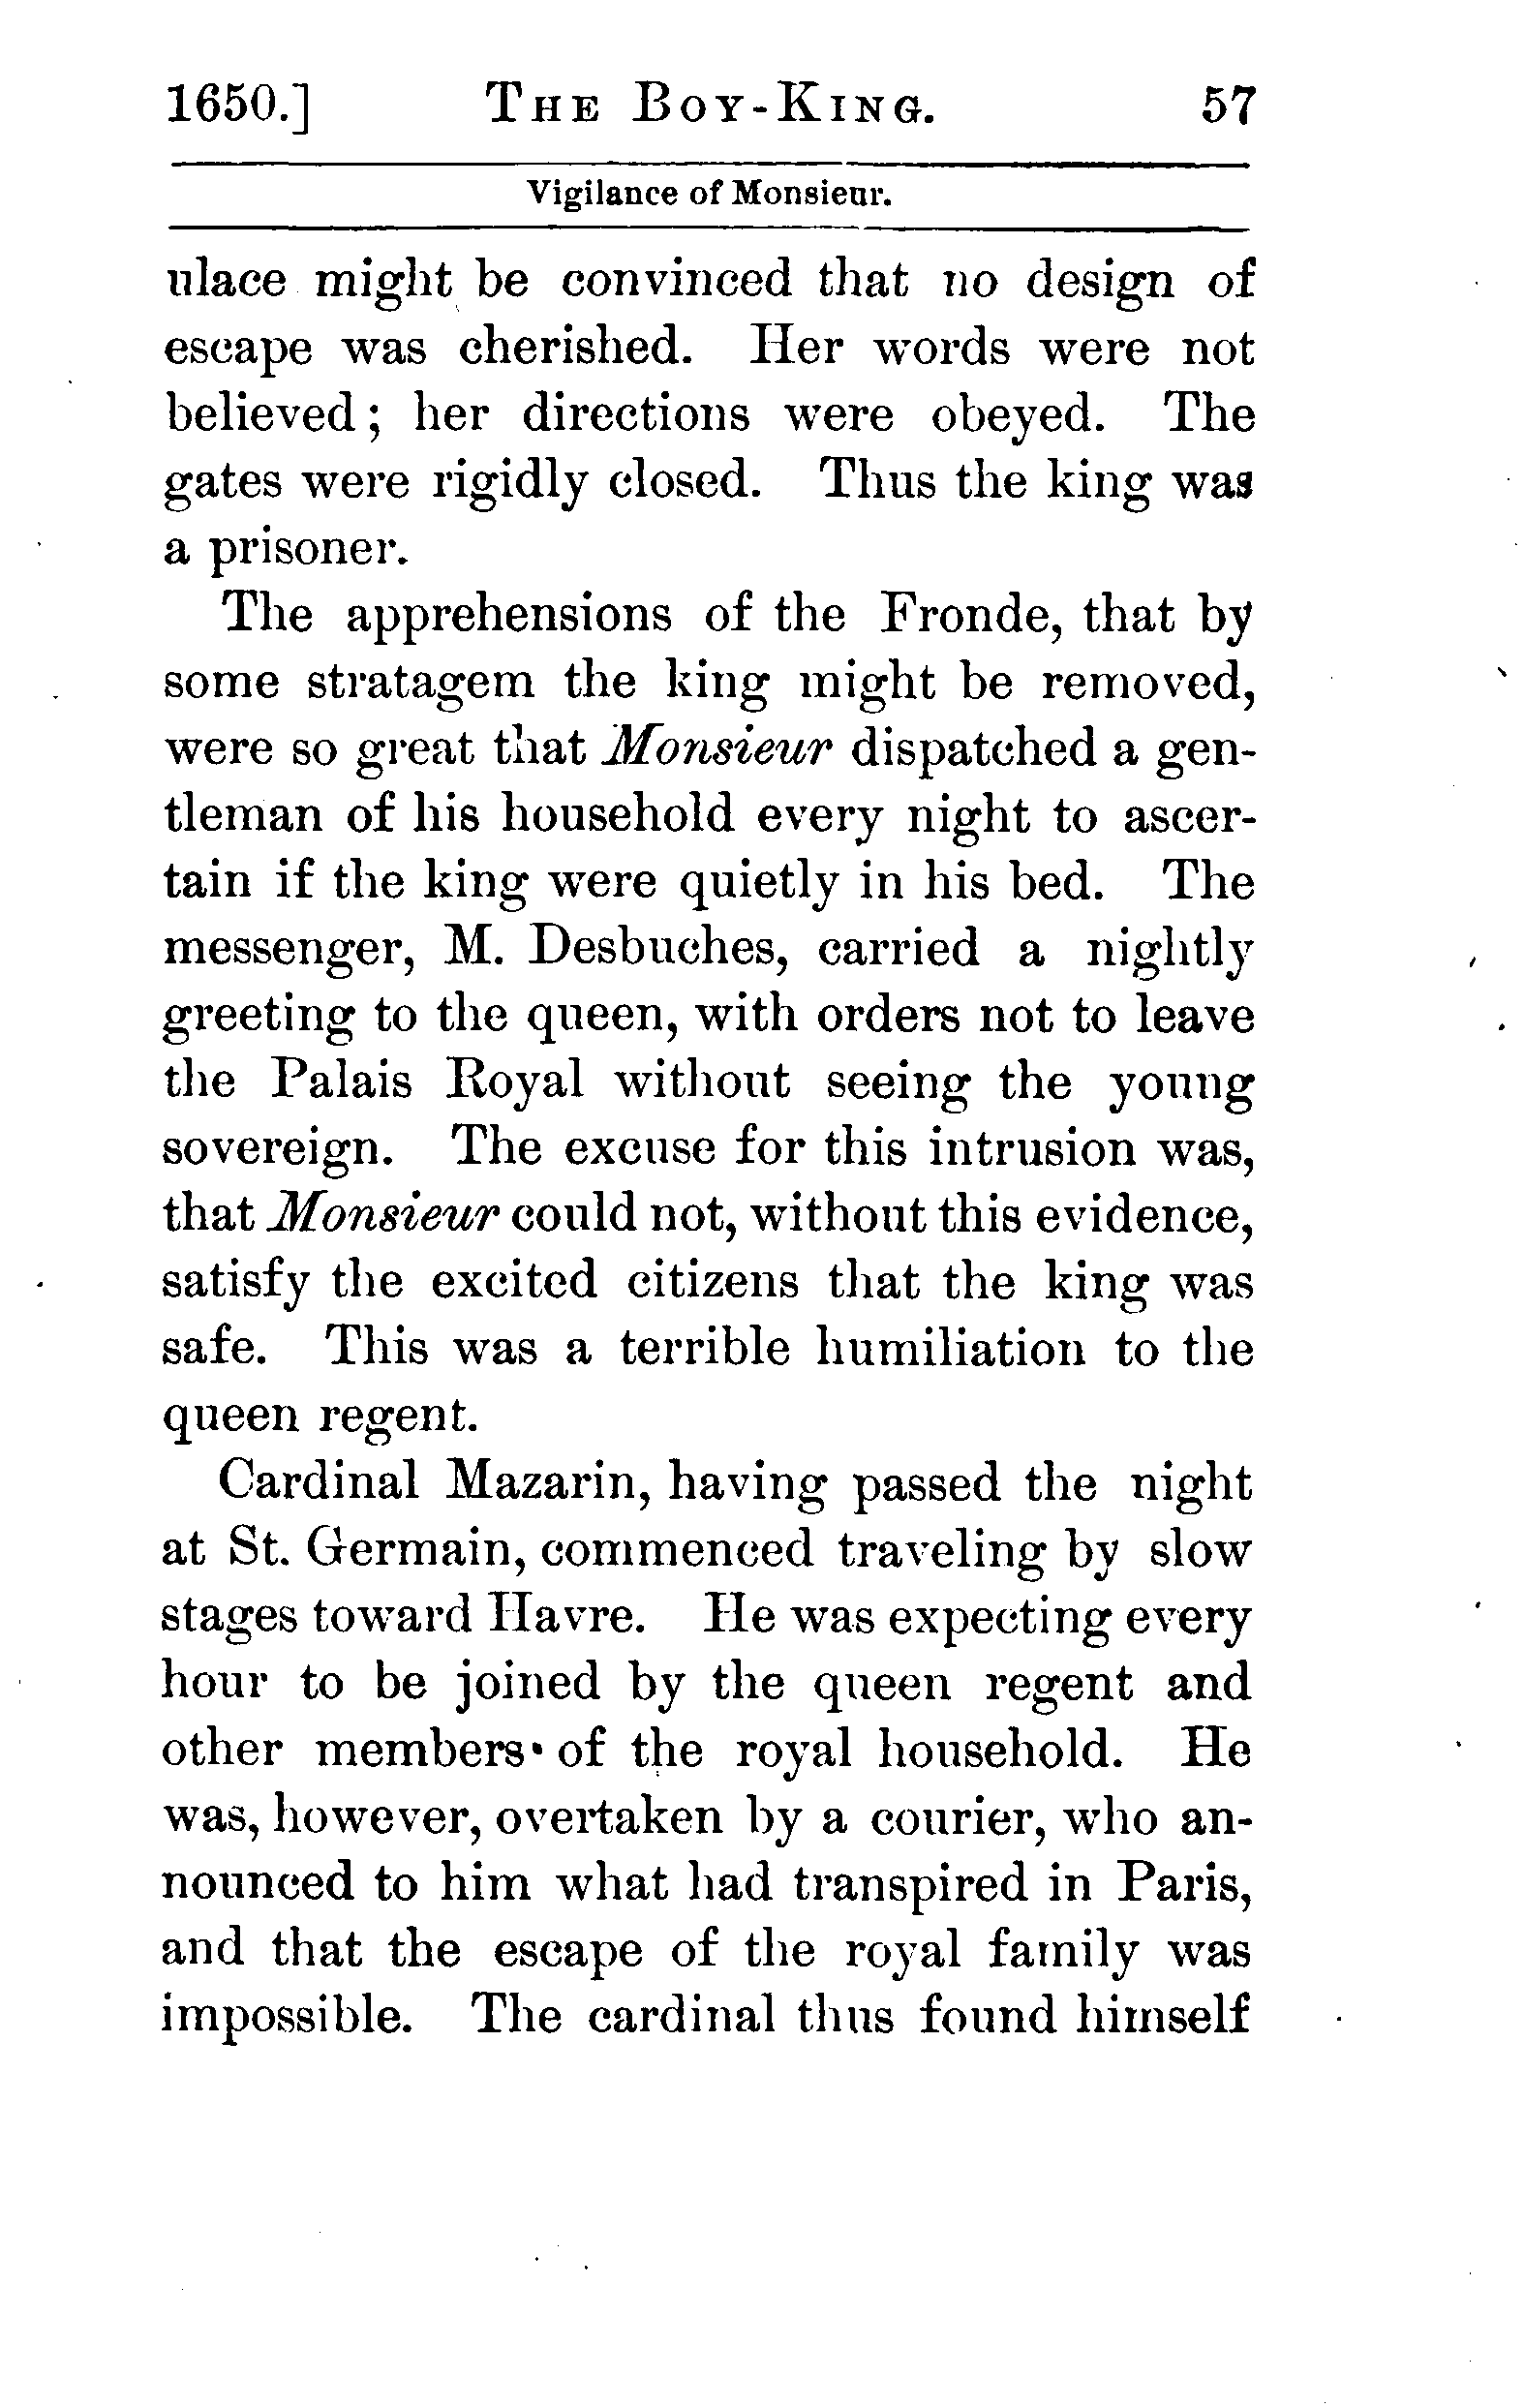 1650.] The Boy-King. 57
Vigilance of Monsieur.
ulace might be convinced that no design of
escape was cherished. Her words were not
believed; her directions were obeyed. The
gates were rigidly closed. Thus the king was
a prisoner.
The apprehensions of the Fronde, that by
some stratagem the king might be removed,
were so great that Monsieur dispatched a gen-
tleman of his household every night to ascer-
tain if the king were quietly in his bed. The
messenger, M. Desbuches, carried a nightly
greeting to the queen, with orders not to leave
the Palais Royal without seeing the young
sovereign. The excuse for this intrusion was,
that Monsieur could not, without this evidence,
satisfy the excited citizens that the king was
safe. This was a terrible humiliation to the
queen regent.
Cardinal Mazarin, having passed the night
at St. Germain, commenced traveling by slow
stages toward Havre. He was expecting every
hour to be joined by the queen regent and
other members of the royal household. He
was, however, overtaken by a courier, who an-
nounced to him what had transpired in Paris,
and that the escape of the royal family was
impossible. The cardinal thus found himself